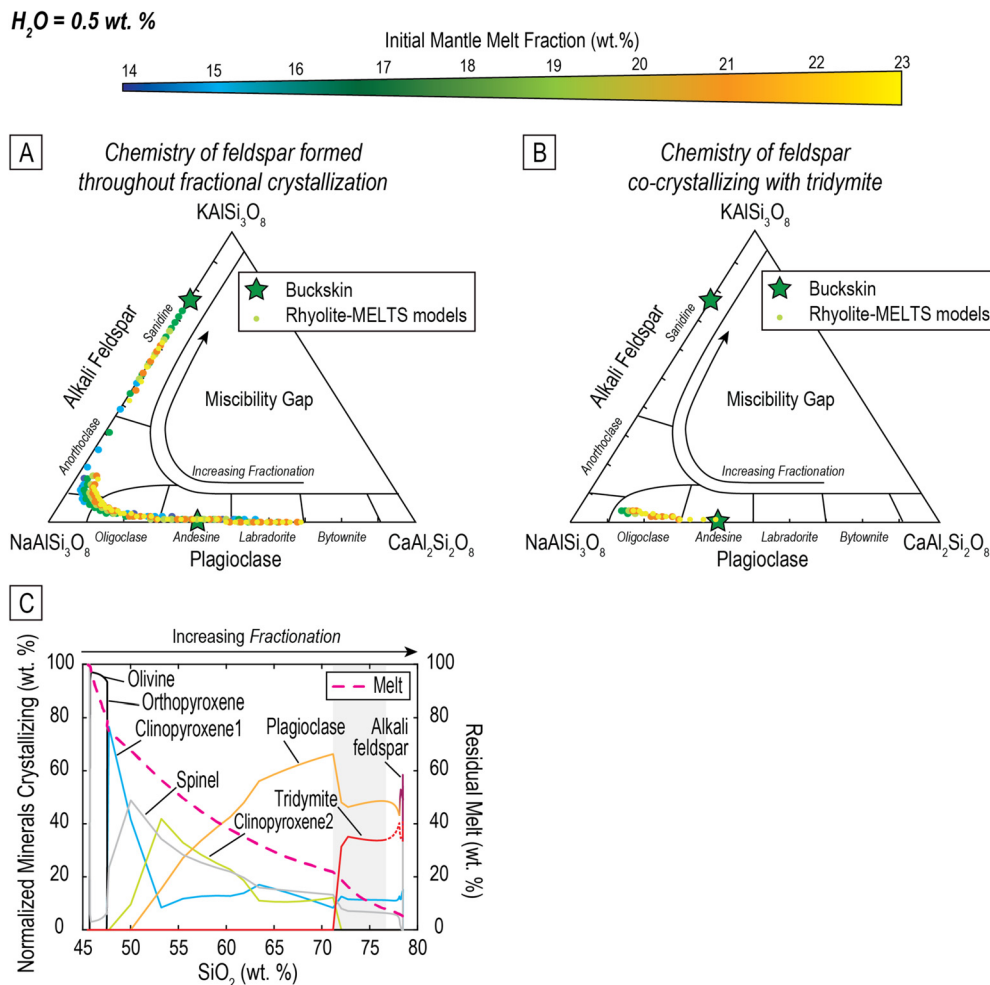 H₂O = 0.5 wt. %
Initial Mantle Melt Fraction (wt.%)
14 15 16 17 18 19 20 21 22 23
A
Chemistry of feldspar formed
throughout fractional crystallization
KAlSi₃O₈
Buckskin
Rhyolite-MELTS models
Sanidine
Alkali Feldspar
Miscibility Gap
Anorthoclase
Increasing Fractionation
NaAlSi₃O₈
Oligoclase
Andesine
Labradorite
Bytownite
CaAl₂Si₂O₈
Plagioclase
B
Chemistry of feldspar
co-crystallizing with tridymite
KAlSi₃O₈
Buckskin
Rhyolite-MELTS models
Sanidine
Alkali Feldspar
Miscibility Gap
Anorthoclase
Increasing Fractionation
NaAlSi₃O₈
Oligoclase
Andesine
Labradorite
Bytownite
CaAl₂Si₂O₈
Plagioclase
C
Increasing Fractionation
Normalized Minerals Crystallizing (wt. %)
100
80
60
40
20
0
Olivine
Orthopyroxene
Clinopyroxene1
Spinel
Plagioclase
Tridymite
Clinopyroxene2
Melt
Alkali
feldspar
100
80
60
40
20
0
Residual Melt (wt. %)
45 50 55 60 65 70 75 80
SiO₂ (wt. %)